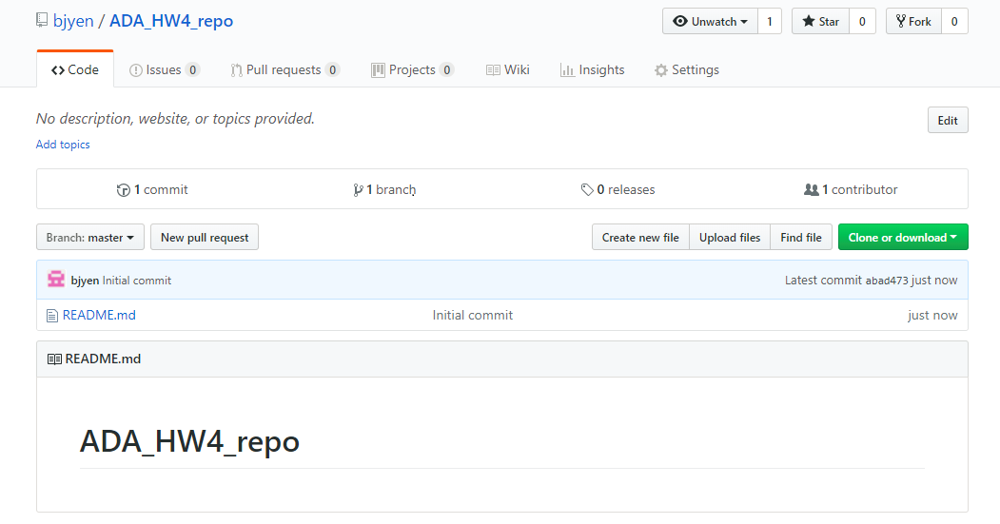 bjyen / ADA_HW4_repo Unwatch 1 Star 0 Fork 0
Code Issues 0 Pull requests 0 Projects 0 Wiki Insights Settings
No description, website, or topics provided. Edit
Add topics
1 commit 1 branch 0 releases 1 contributor
Branch: master New pull request Create new file Upload files Find file Clone or download
bjyen Initial commit Latest commit abad473 just now
README.md Initial commit just now
README.md
ADA_HW4_repo